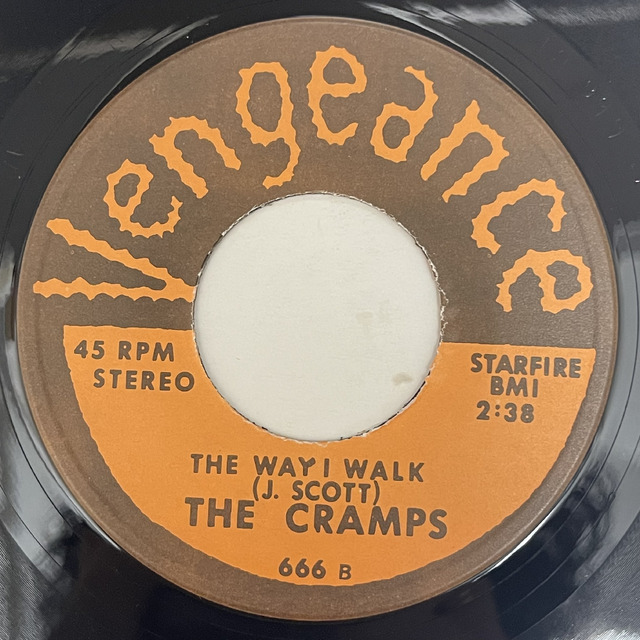 Vengeance
45 RPM
STEREO
STARFIRE
BMI
2:38
THE WAY I WALK
(J. SCOTT)
THE CRAMPS
666 B